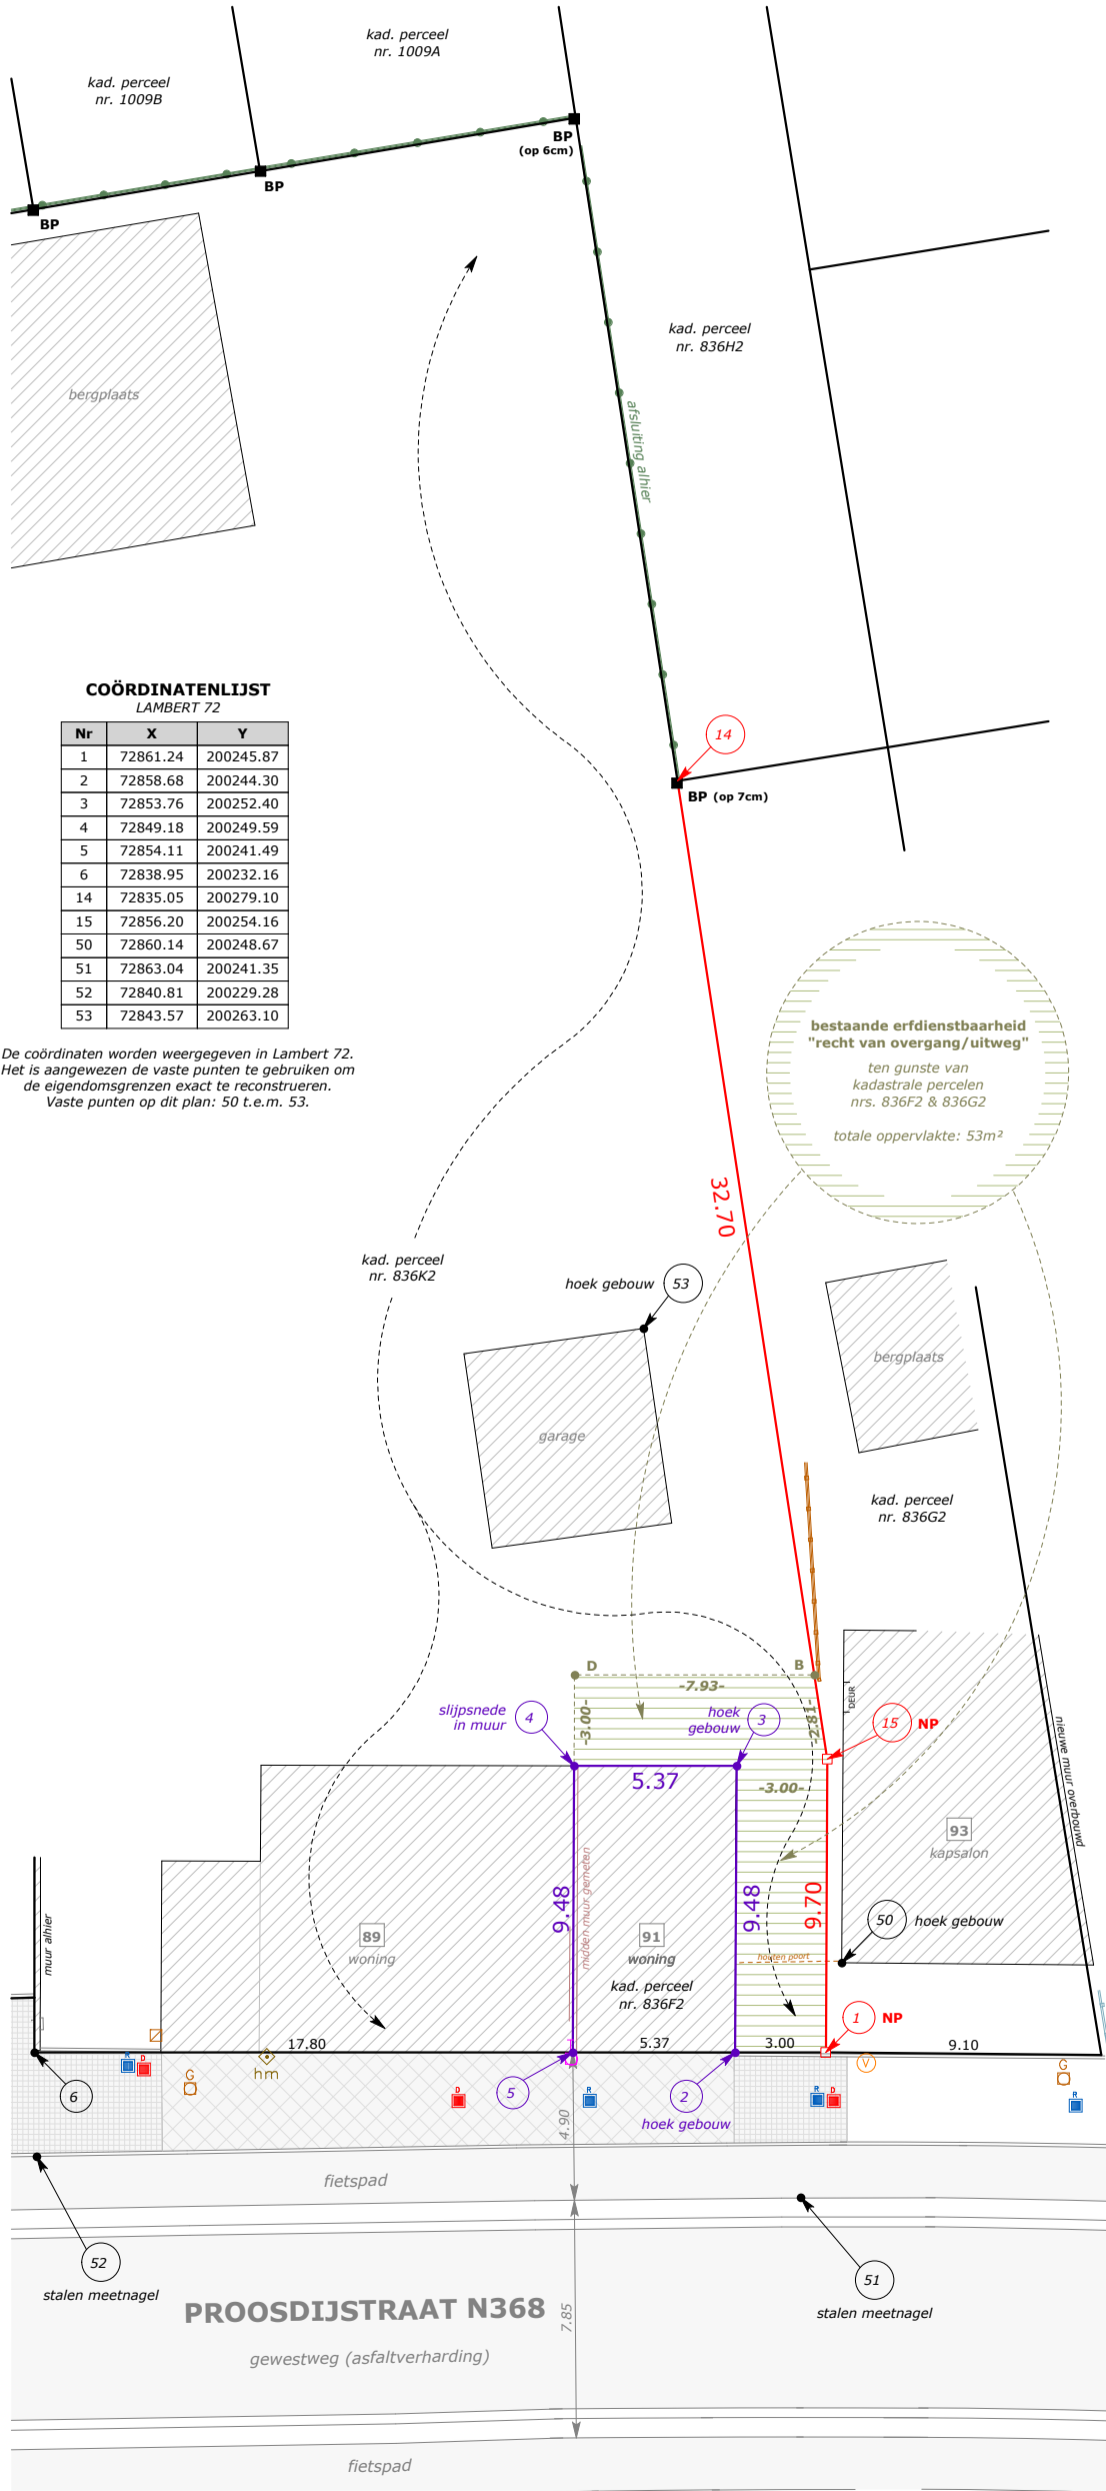 kad. perceel
nr. 1009A
kad. perceel
nr. 1009B
BP
(op 6cm)
BP
BP
bergplaats
kad. perceel
nr. 836H2
afsluiting alhier
COÖRDINATENLIJST
LAMBERT 72
Nr X Y
1 72861.24 200245.87
2 72858.68 200244.30
3 72853.76 200252.40
4 72849.18 200249.59
5 72854.11 200241.49
6 72838.95 200232.16
14 72835.05 200279.10
15 72856.20 200254.16
50 72860.14 200248.67
51 72863.04 200241.35
52 72840.81 200229.28
53 72843.57 200263.10
De coördinaten worden weergegeven in Lambert 72.
Het is aangewezen de vaste punten te gebruiken om
de eigendomsgrenzen exact te reconstrueren.
Vaste punten op dit plan: 50 t.e.m. 53.
14
BP (op 7cm)
bestaande erfdienstbaarheid
"recht van overgang/uitweg"
ten gunste van
kadastrale percelen
nrs. 836F2 & 836G2
totale oppervlakte: 53m²
32.70
kad. perceel
nr. 836K2
hoek gebouw 53
bergplaats
garage
kad. perceel
nr. 836G2
D
B
-7.93-
-3.00-
-2.81-
DEUR
slijpsnede
in muur
4
hoek
gebouw
3
15 NP
nieuwe muur overbouwd
5.37
-3.00-
93
kapsalon
midden muur gemeten
9.48
9.48
9.70
50 hoek gebouw
muur alhier
89
woning
91
woning
houten poort
kad. perceel
nr. 836F2
1 NP
17.80
5.37
3.00
9.10
R
D
G
hm
D
R
R
D
V
G
R
6
5
2
hoek gebouw
4.90
fietspad
52
stalen meetnagel
51
stalen meetnagel
PROOSDIJSTRAAT N368
7.85
gewestweg (asfaltverharding)
fietspad